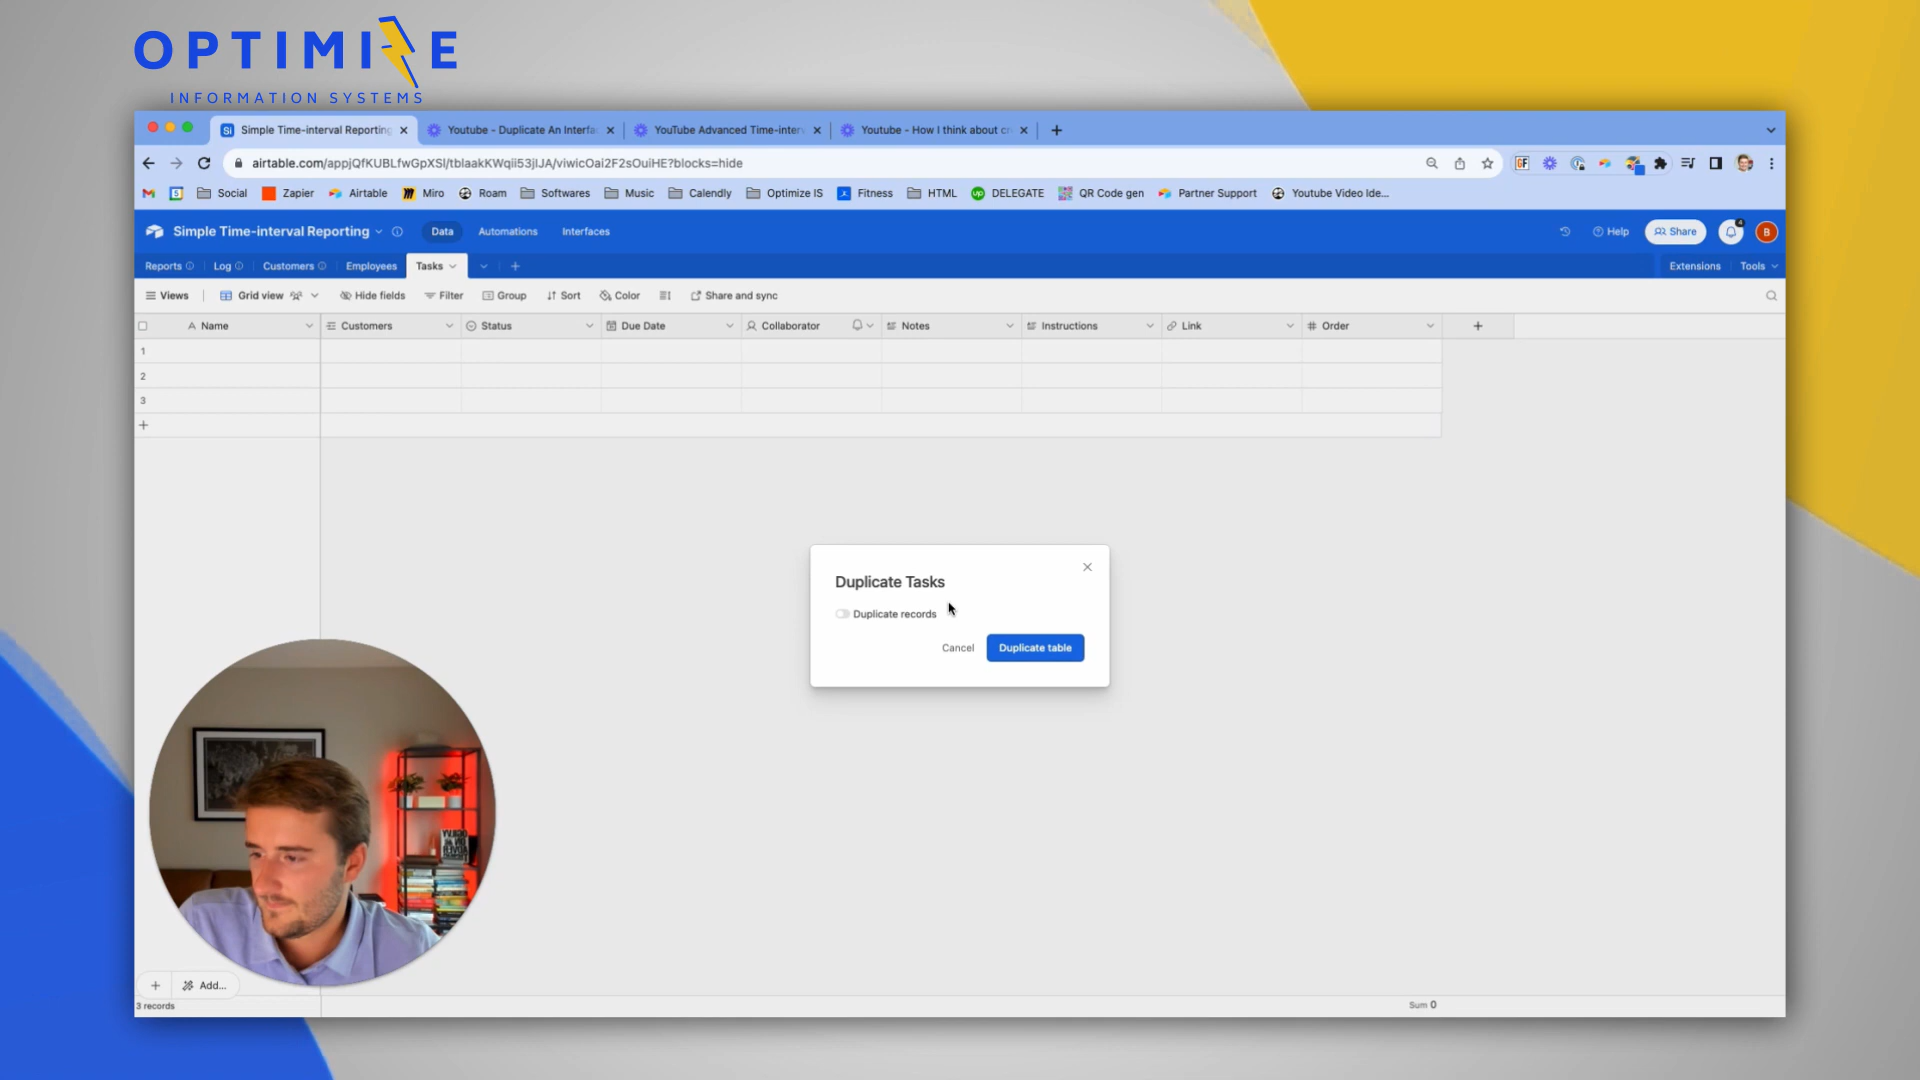 OPTIMIZE
INFORMATION SYSTEMS
Simple Time-interval Reporting
Youtube - Duplicate An Interfa
YouTube Advanced Time-inter
Youtube - How I think about cr
airtable.com/appjQfKUBLfwGpXSl/tblaakKWqii53jlJA/viwicOai2F2sOuiHE?blocks=hide
Social Zapier Airtable Miro Roam Softwares Music Calendly Optimize IS Fitness HTML DELEGATE QR Code gen Partner Support Youtube Video Ide...
Simple Time-interval Reporting Data Automations Interfaces Help Share 4 B
Reports Log Customers Employees Tasks Extensions Tools
Views Grid view Hide fields Filter Group Sort Color Share and sync
Name Customers Status Due Date Collaborator Notes Instructions Link Order
1
2
3
Duplicate Tasks
Duplicate records
Cancel Duplicate table
Add...
3 records
Sum 0